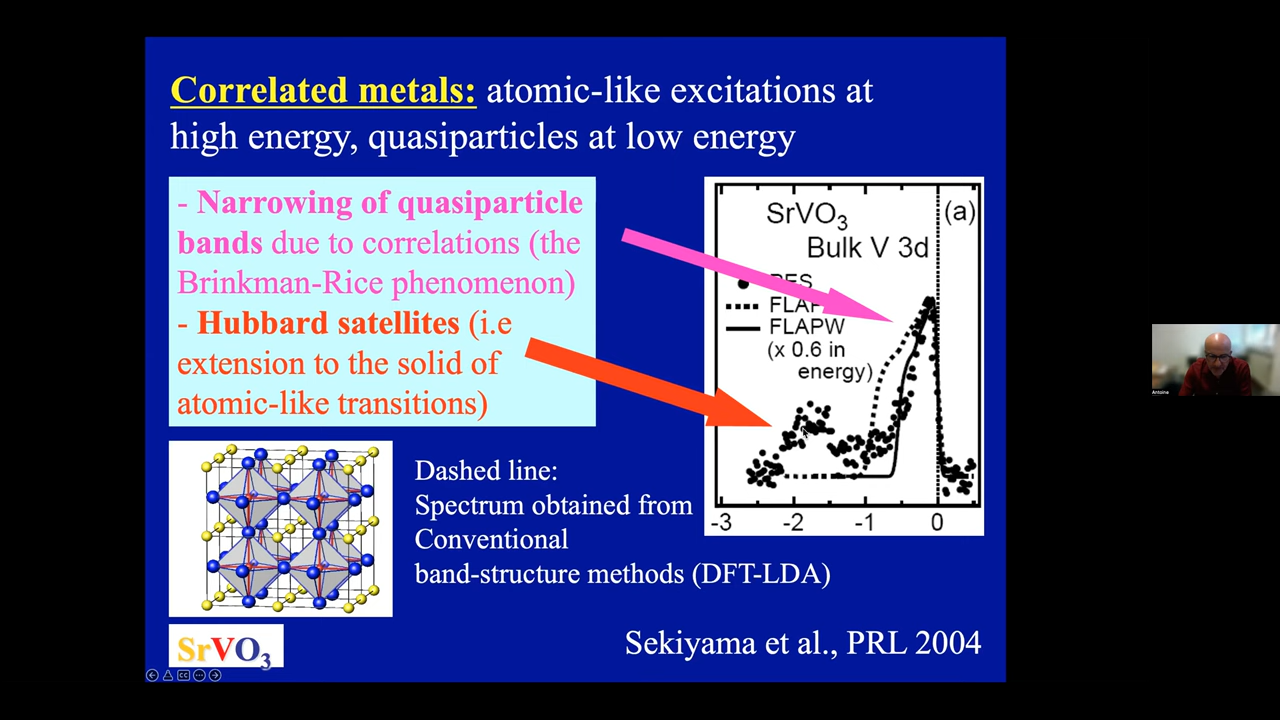 Correlated metals: atomic-like excitations at
high energy, quasiparticles at low energy
- Narrowing of quasiparticle
bands due to correlations (the
Brinkman-Rice phenomenon)
- Hubbard satellites (i.e
extension to the solid of
atomic-like transitions)
SrVO3
(a)
Bulk V 3d
FLAPW
(x 0.6 in
energy)
-3 -2 -1 0
Dashed line:
Spectrum obtained from
Conventional
band-structure methods (DFT-LDA)
SrVO3
Sekiyama et al., PRL 2004
Antoine